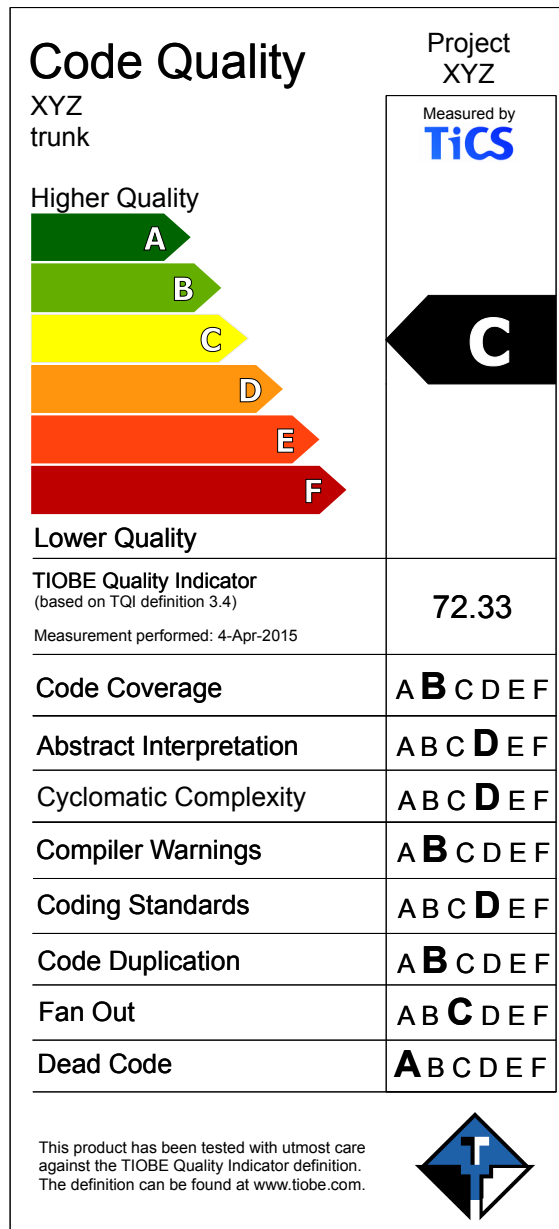 Code Quality
XYZ
trunk
Project
XYZ
Measured by
TiCS
Higher Quality
A
B
C
D
E
F
C
Lower Quality
TIOBE Quality Indicator
(based on TQI definition 3.4)
Measurement performed: 4-Apr-2015
72.33
Code Coverage A B C D E F
Abstract Interpretation A B C D E F
Cyclomatic Complexity A B C D E F
Compiler Warnings A B C D E F
Coding Standards A B C D E F
Code Duplication A B C D E F
Fan Out A B C D E F
Dead Code A B C D E F
This product has been tested with utmost care
against the TIOBE Quality Indicator definition.
The definition can be found at www.tiobe.com.